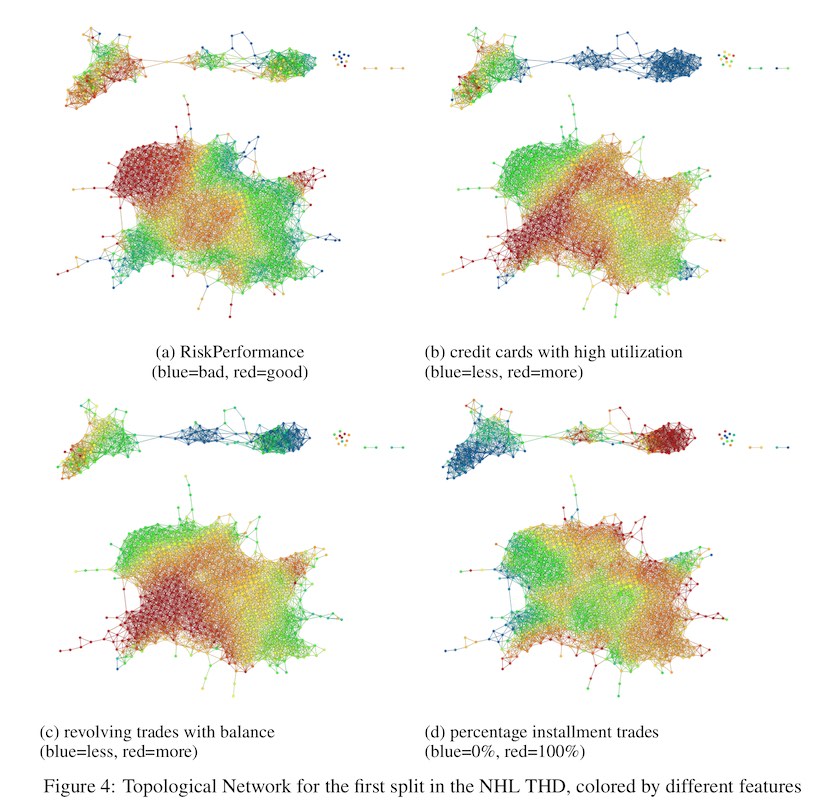 (a) RiskPerformance
(blue=bad, red=good)
(b) credit cards with high utilization
(blue=less, red=more)
(c) revolving trades with balance
(blue=less, red=more)
(d) percentage installment trades
(blue=0%, red=100%)
Figure 4: Topological Network for the first split in the NHL THD, colored by different features